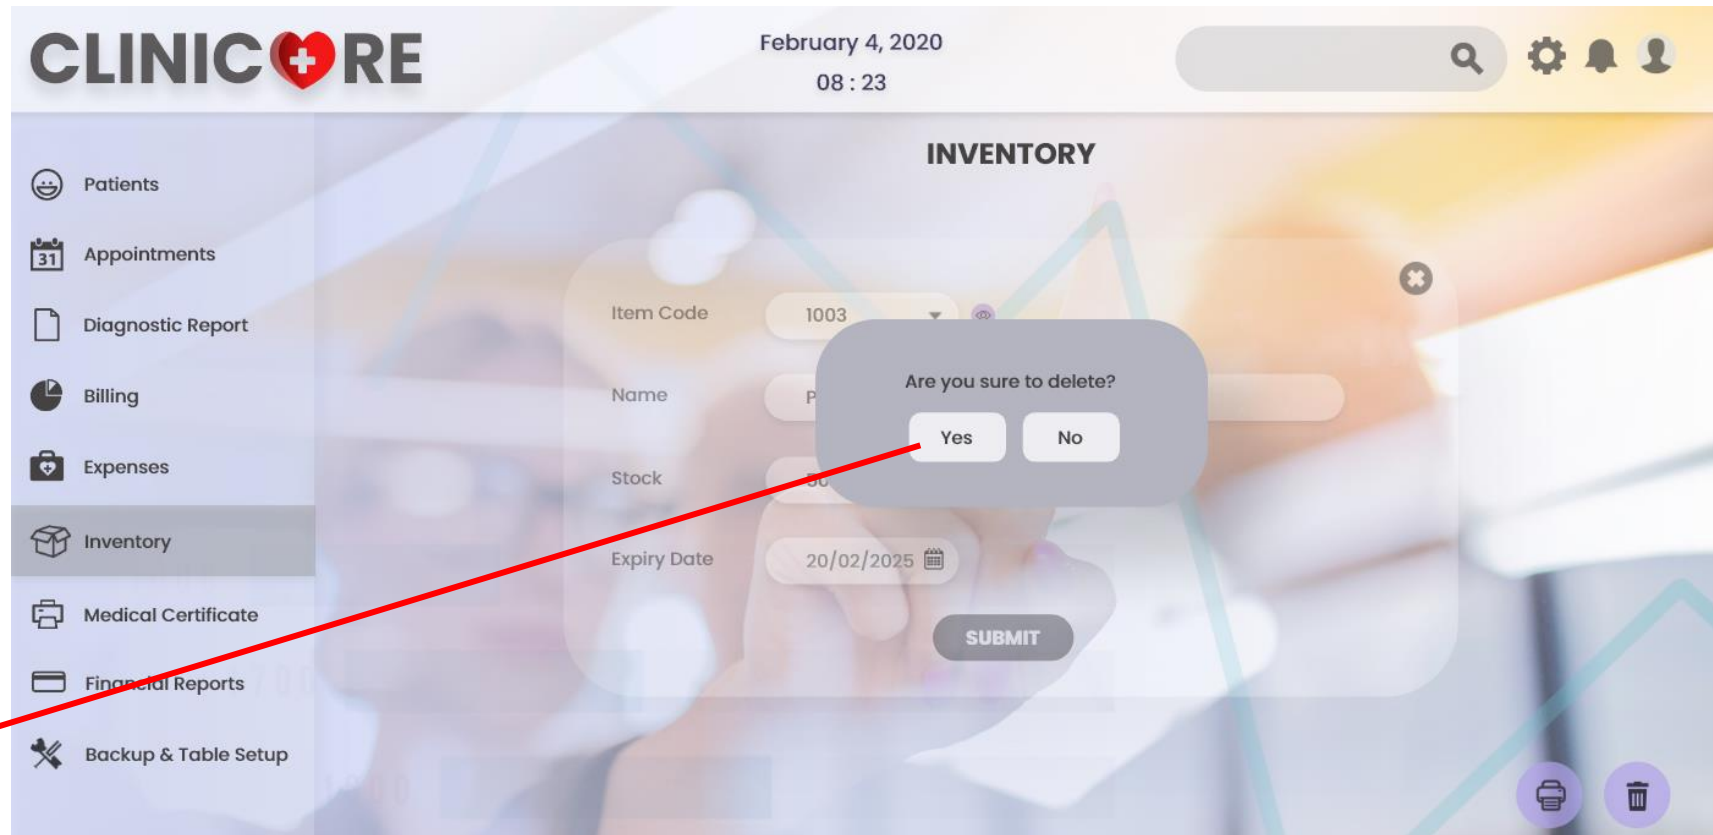 CLINICORE
February 4, 2020
08 : 23
INVENTORY
Patients
31
Appointments
Diagnostic Report
Billing
Expenses
Inventory
Medical Certificate
Financial Reports
Backup & Table Setup
Item Code 1003
Name P
Stock
Expiry Date 20/02/2025
SUBMIT
Are you sure to delete?
Yes No